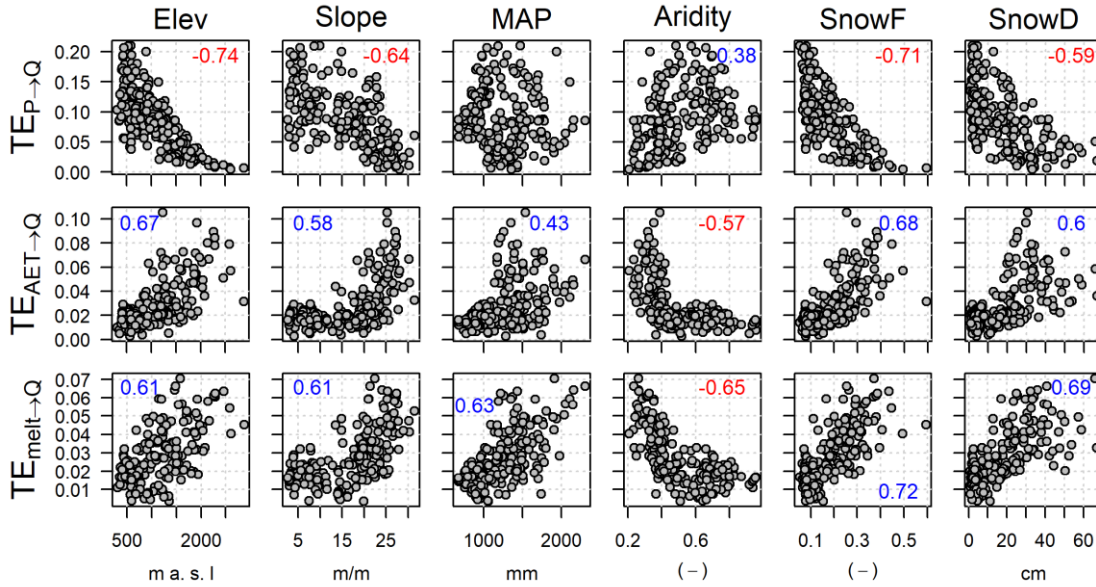 Elev Slope MAP Aridity SnowF SnowD
TE P→Q
0.20 0.15 0.10 0.05 0.00
-0.74 -0.64 0.38 -0.71 -0.59
TE AET→Q
0.10 0.08 0.06 0.04 0.02 0.00
0.67 0.58 0.43 -0.57 0.68 0.6
TE melt→Q
0.07 0.06 0.05 0.04 0.03 0.02 0.01
0.61 0.61 0.63 -0.65 0.72 0.69
500 2000 5 15 25 1000 2000 0.2 0.6 0.1 0.3 0.5 0 20 40 60
m a. s. l m/m mm (−) (−) cm